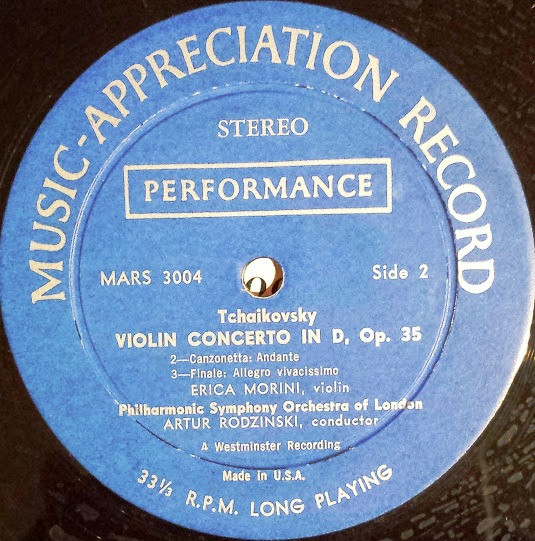 MUSIC-APPRECIATION RECORD
STEREO
PERFORMANCE
MARS 3004
Side 2
Tchaikovsky
VIOLIN CONCERTO IN D, Op. 35
2—Canzonetta: Andante
3—Finale: Allegro vivacissimo
ERICA MORINI, violin
Philharmonic Symphony Orchestra of London
ARTUR RODZINSKI, conductor
A Westminster Recording
Made in U.S.A.
33⅓ R.P.M. LONG PLAYING